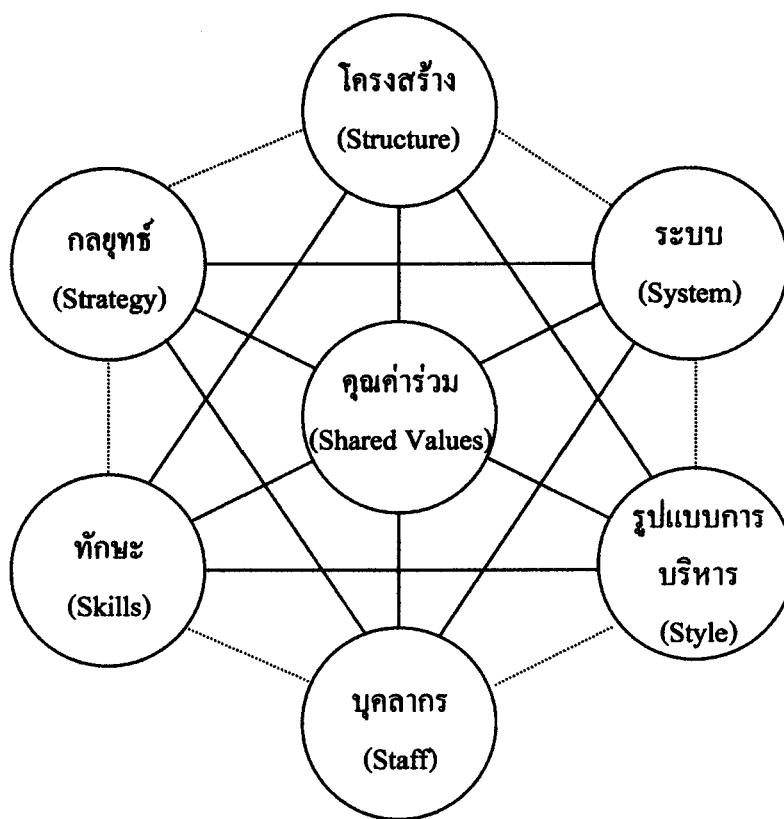 โครงสร้าง
(Structure)
กลยุทธ์
(Strategy)
ระบบ
(System)
คุณค่าร่วม
(Shared Values)
ทักษะ
(Skills)
รูปแบบการ
บริหาร
(Style)
บุคลากร
(Staff)